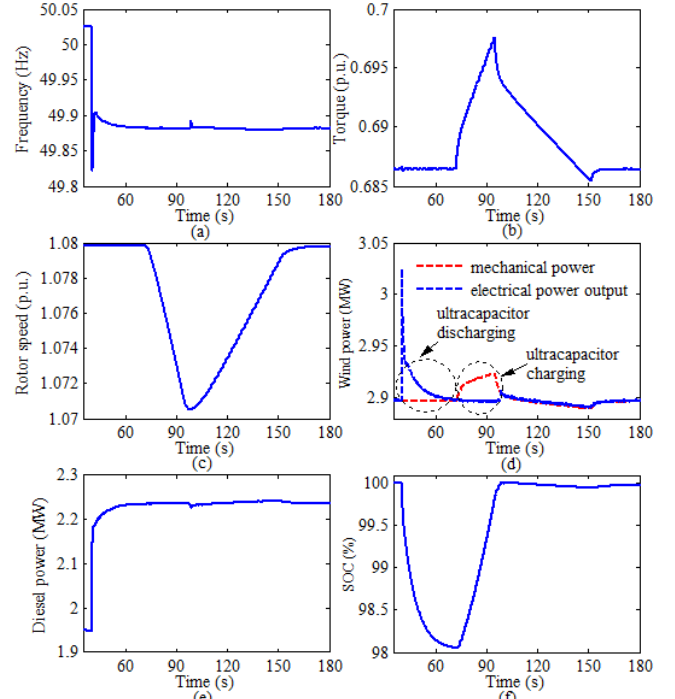 50.05
50
49.95
49.9
49.85
49.8
Frequency (Hz)
60 90 120 150 180
Time (s)
(a)
0.7
0.695
0.69
0.685
Torque (p.u.)
60 90 120 150 180
Time (s)
(b)
1.08
1.078
1.076
1.074
1.072
1.07
Rotor speed (p.u.)
60 90 120 150 180
Time (s)
(c)
3.05
3
2.95
2.9
Wind power (MW)
mechanical power
electrical power output
ultracapacitor
discharging
ultracapacitor
charging
60 90 120 150 180
Time (s)
(d)
2.3
2.2
2.1
2
1.9
Diesel power (MW)
60 90 120 150 180
Time (s)
(e)
100
99.5
99
98.5
98
SOC (%)
60 90 120 150 180
Time (s)
(f)